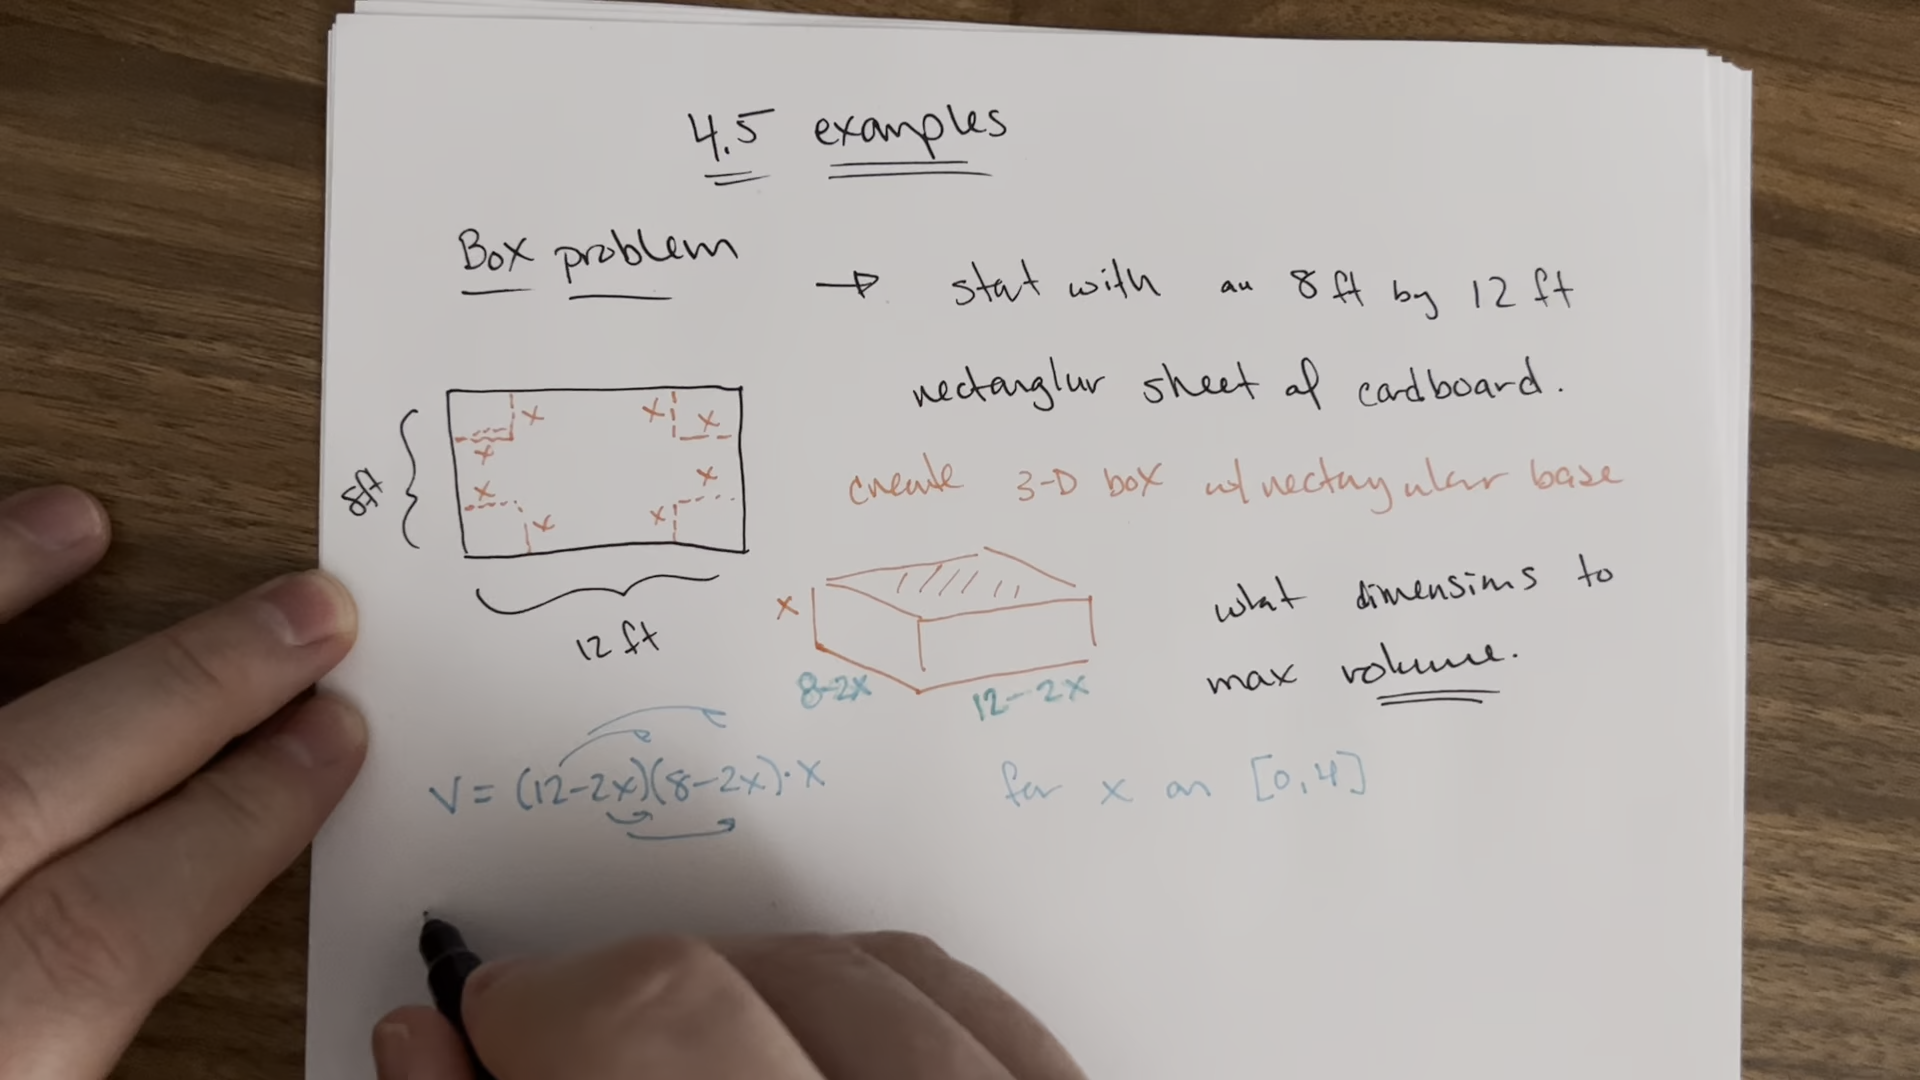 4.5 examples
Box problem
→ stat with an 8 ft by 12 ft
rectanglur sheet of cardboard.
create 3-D box w/ rectangular base
x x x
x
x x
x x
8ft
12 ft
x
8-2x
12-2x
what dimensions to
max volume.
V = (12-2x)(8-2x)·x
for x on [0,4]